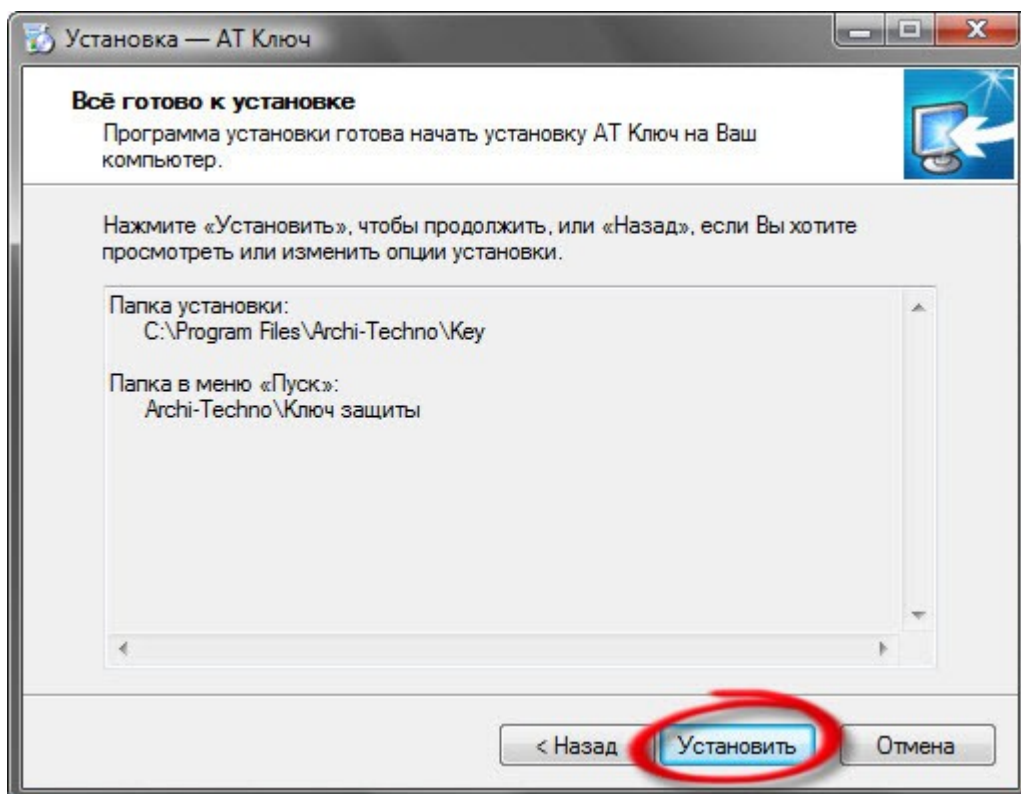 Установка — АТ Ключ
Всё готово к установке
Программа установки готова начать установку АТ Ключ на Ваш
компьютер.
Нажмите «Установить», чтобы продолжить, или «Назад», если Вы хотите
просмотреть или изменить опции установки.
Папка установки:
C:\Program Files\Archi-Techno\Key
Папка в меню «Пуск»:
Archi-Techno\Ключ защиты
< Назад
Установить
Отмена